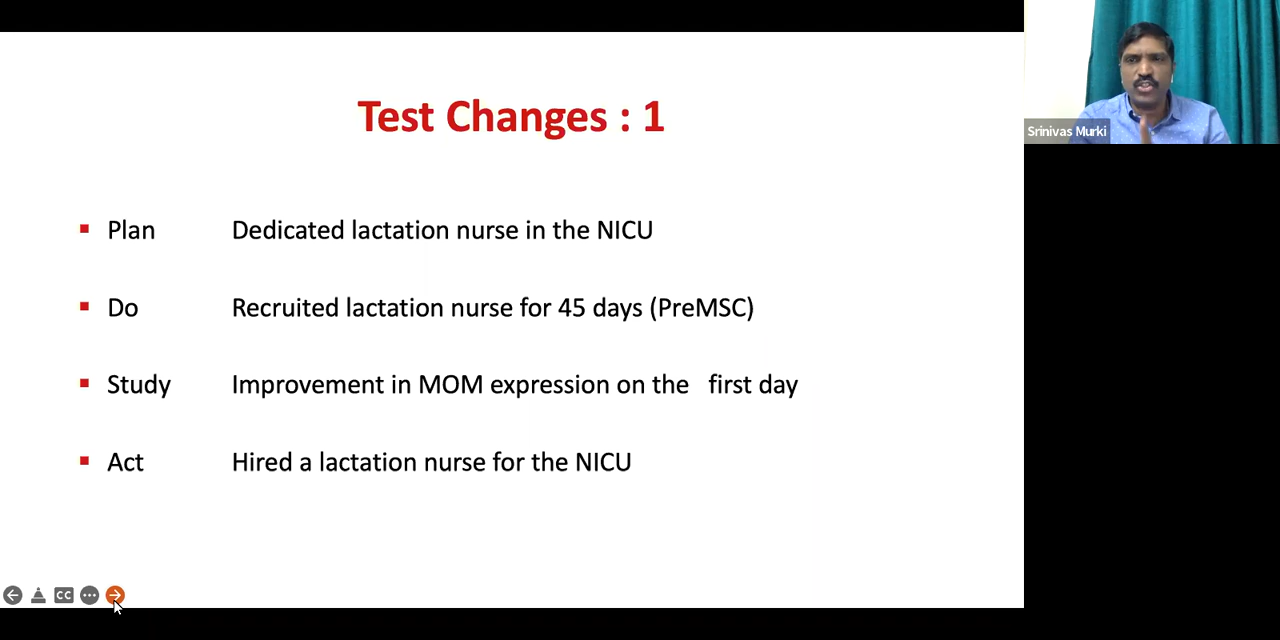 Test Changes : 1
Srinivas Murki
▪ Plan Dedicated lactation nurse in the NICU
▪ Do Recruited lactation nurse for 45 days (PreMSC)
▪ Study Improvement in MOM expression on the first day
▪ Act Hired a lactation nurse for the NICU
CC